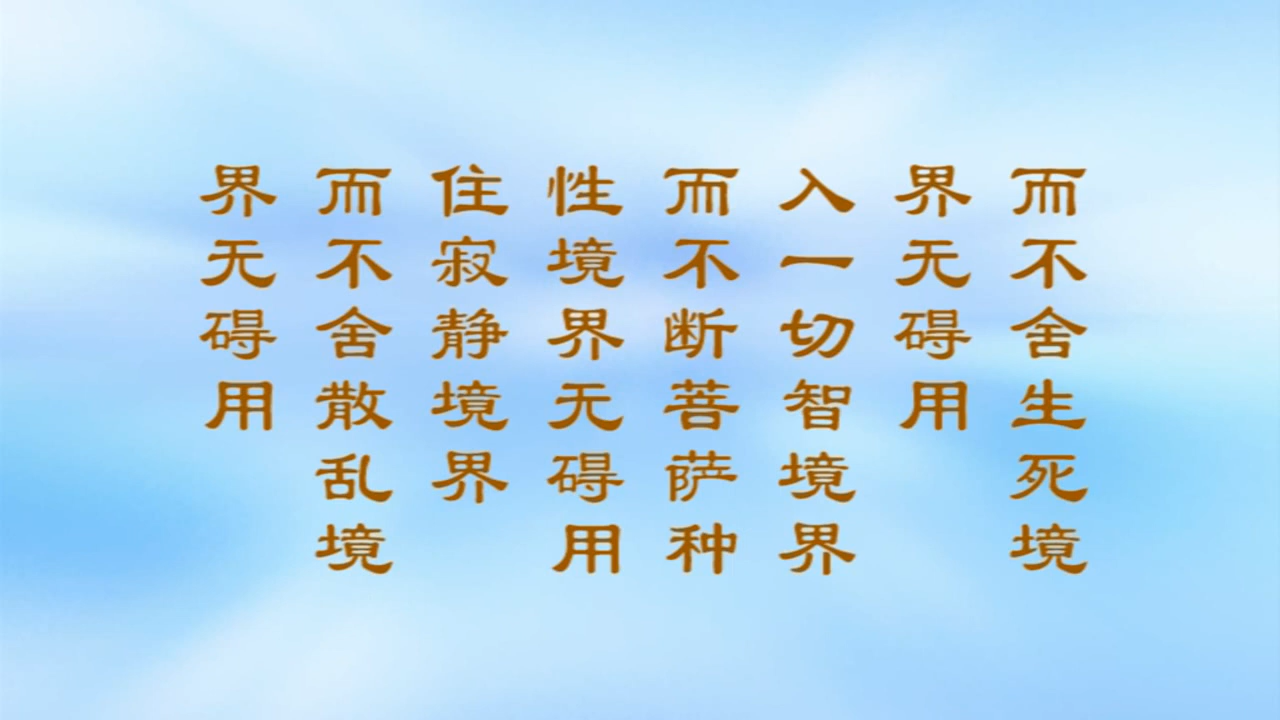 而不舍生死境
界无碍用
入一切智境界
而不断菩萨种
性境界无碍用
住寂静境界
而不舍散乱境
界无碍用